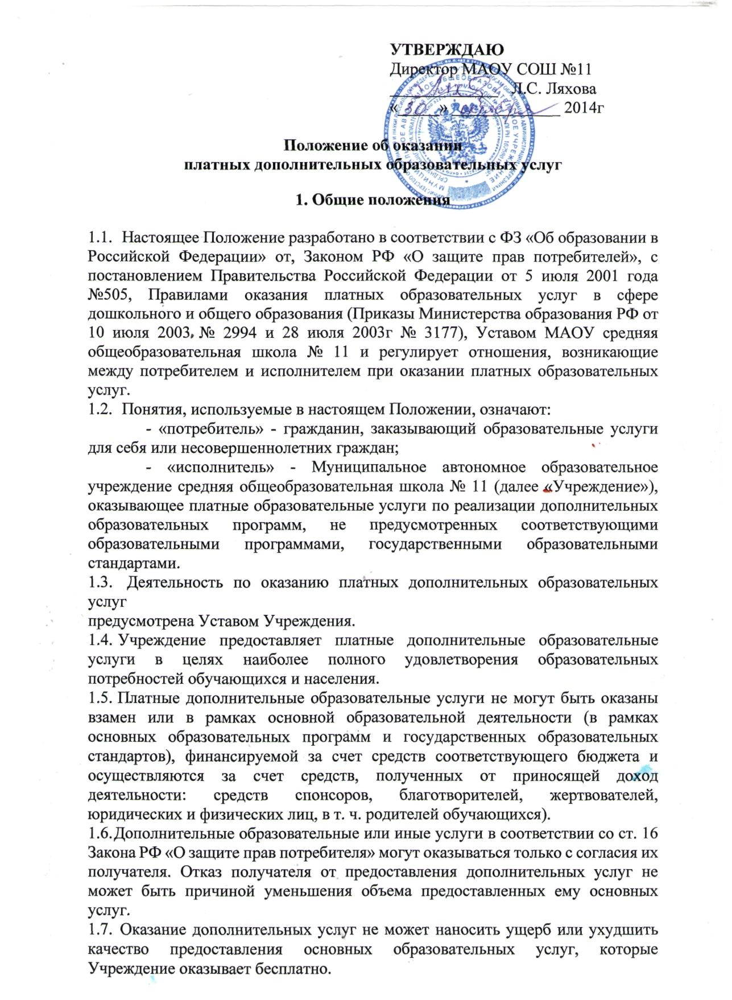 УТВЕРЖДАЮ
Директор МАОУ СОШ №11
Л.С. Ляхова
«30» 2014г
Положение об оказании
платных дополнительных образовательных услуг
1. Общие положения
1.1. Настоящее Положение разработано в соответствии с ФЗ «Об образовании в
Российской Федерации» от, Законом РФ «О защите прав потребителей», с
постановлением Правительства Российской Федерации от 5 июля 2001 года
№505, Правилами оказания платных образовательных услуг в сфере
дошкольного и общего образования (Приказы Министерства образования РФ от
10 июля 2003, № 2994 и 28 июля 2003г № 3177), Уставом МАОУ средняя
общеобразовательная школа № 11 и регулирует отношения, возникающие
между потребителем и исполнителем при оказании платных образовательных
услуг.
1.2. Понятия, используемые в настоящем Положении, означают:
- «потребитель» - гражданин, заказывающий образовательные услуги
для себя или несовершеннолетних граждан;
- «исполнитель» - Муниципальное автономное образовательное
учреждение средняя общеобразовательная школа № 11 (далее «Учреждение»),
оказывающее платные образовательные услуги по реализации дополнительных
образовательных программ, не предусмотренных соответствующими
образовательными программами, государственными образовательными
стандартами.
1.3. Деятельность по оказанию платных дополнительных образовательных
услуг
предусмотрена Уставом Учреждения.
1.4. Учреждение предоставляет платные дополнительные образовательные
услуги в целях наиболее полного удовлетворения образовательных
потребностей обучающихся и населения.
1.5. Платные дополнительные образовательные услуги не могут быть оказаны
взамен или в рамках основной образовательной деятельности (в рамках
основных образовательных программ и государственных образовательных
стандартов), финансируемой за счет средств соответствующего бюджета и
осуществляются за счет средств, полученных от приносящей доход
деятельности: средств спонсоров, благотворителей, жертвователей,
юридических и физических лиц, в т. ч. родителей обучающихся).
1.6.Дополнительные образовательные или иные услуги в соответствии со ст. 16
Закона РФ «О защите прав потребителя» могут оказываться только с согласия их
получателя. Отказ получателя от предоставления дополнительных услуг не
может быть причиной уменьшения объема предоставленных ему основных
услуг.
1.7. Оказание дополнительных услуг не может наносить ущерб или ухудшить
качество предоставления основных образовательных услуг, которые
Учреждение оказывает бесплатно.